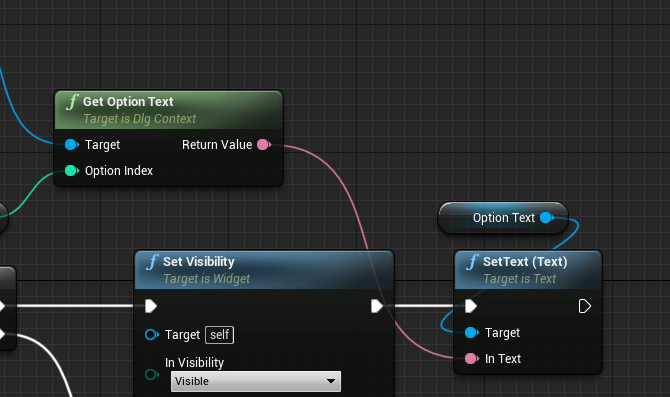 f Get Option Text
Target is Dlg Context
Target Return Value
Option Index
Option Text
f Set Visibility
Target is Widget
f SetText (Text)
Target is Text
Target self
Target
In Visibility
In Text
Visible